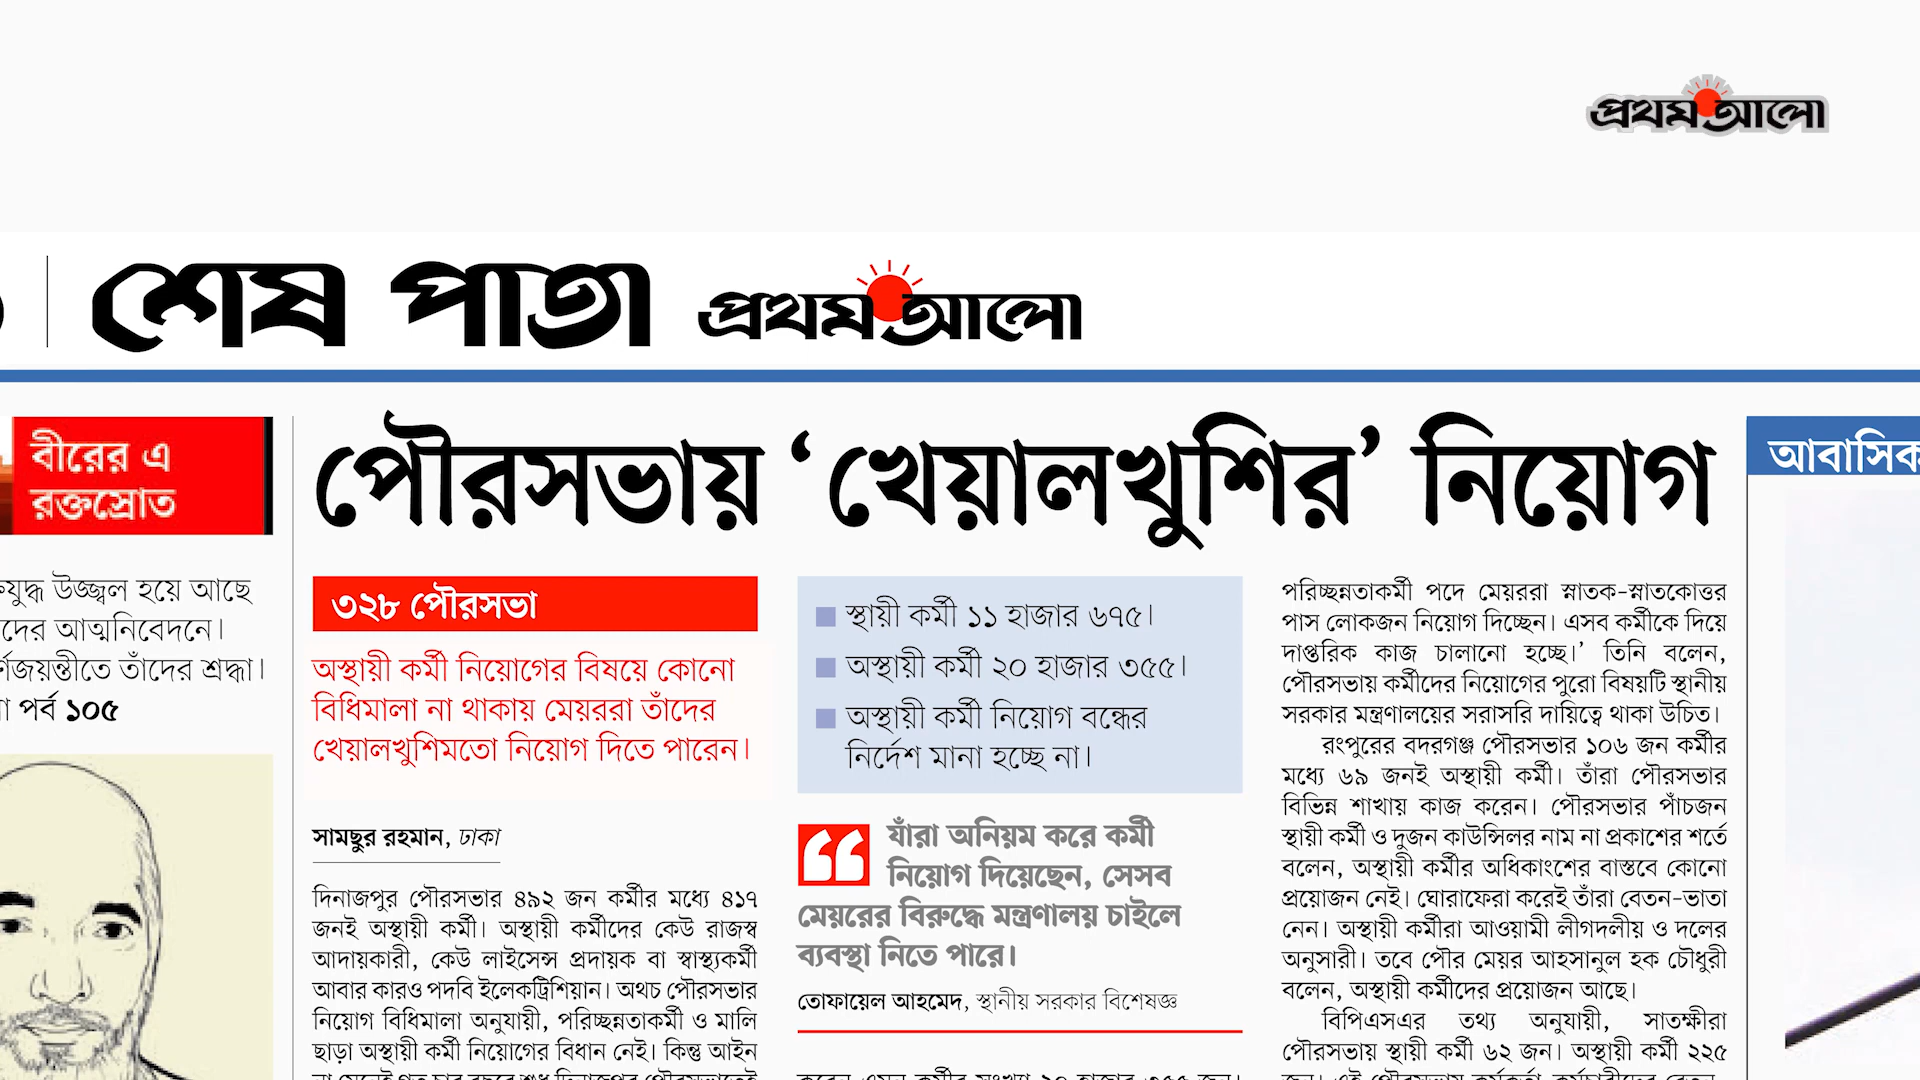 প্রথম আলো
শেষ পাতা প্রথম আলো
বীরের এ
রক্তস্রোত
উজ্জ্বল হয়ে আছে
আত্মনিবেদনে।
তাঁদের শ্রদ্ধা।
পর্ব ১০৫
পৌরসভায় ‘খেয়ালখুশির’ নিয়োগ
৩২৮ পৌরসভা
অস্থায়ী কর্মী নিয়োগের বিষয়ে কোনো
বিধিমালা না থাকায় মেয়ররা তাঁদের
খেয়ালখুশিমতো নিয়োগ দিতে পারেন।
সামছুর রহমান, ঢাকা
দিনাজপুর পৌরসভার ৪৯২ জন কর্মীর মধ্যে ৪১৭
জনই অস্থায়ী কর্মী। অস্থায়ী কর্মীদের কেউ রাজস্ব
আদায়কারী, কেউ লাইসেন্স প্রদায়ক বা স্বাস্থ্যকর্মী
আবার কারও পদবি ইলেকট্রিশিয়ান। অথচ পৌরসভার
নিয়োগ বিধিমালা অনুযায়ী, পরিচ্ছন্নতাকর্মী ও মালি
ছাড়া অস্থায়ী কর্মী নিয়োগের বিধান নেই। কিন্তু আইন
স্থায়ী কর্মী ১১ হাজার ৬৭৫।
অস্থায়ী কর্মী ২০ হাজার ৩৫৫।
অস্থায়ী কর্মী নিয়োগ বন্ধের
নির্দেশ মানা হচ্ছে না।
যাঁরা অনিয়ম করে কর্মী
নিয়োগ দিয়েছেন, সেসব
মেয়রের বিরুদ্ধে মন্ত্রণালয় চাইলে
ব্যবস্থা নিতে পারে।
তোফায়েল আহমেদ, স্থানীয় সরকার বিশেষজ্ঞ
পরিচ্ছন্নতাকর্মী পদে মেয়ররা স্নাতক-স্নাতকোত্তর
পাস লোকজন নিয়োগ দিচ্ছেন। এসব কর্মীকে দিয়ে
দাপ্তরিক কাজ চালানো হচ্ছে।’ তিনি বলেন,
পৌরসভায় কর্মীদের নিয়োগের পুরো বিষয়টি স্থানীয়
সরকার মন্ত্রণালয়ের সরাসরি দায়িত্বে থাকা উচিত।
রংপুরের বদরগঞ্জ পৌরসভার ১০৬ জন কর্মীর
মধ্যে ৬৯ জনই অস্থায়ী কর্মী। তাঁরা পৌরসভার
বিভিন্ন শাখায় কাজ করেন। পৌরসভার পাঁচজন
স্থায়ী কর্মী ও দুজন কাউন্সিলর নাম না প্রকাশের শর্তে
বলেন, অস্থায়ী কর্মীর অধিকাংশের বাস্তবে কোনো
প্রয়োজন নেই। ঘোরাফেরা করেই তাঁরা বেতন-ভাতা
নেন। অস্থায়ী কর্মীরা আওয়ামী লীগদলীয় ও দলের
অনুসারী। তবে পৌর মেয়র আহসানুল হক চৌধুরী
বলেন, অস্থায়ী কর্মীদের প্রয়োজন আছে।
বিপিএসএর তথ্য অনুযায়ী, সাতক্ষীরা
পৌরসভায় স্থায়ী কর্মী ৬২ জন। অস্থায়ী কর্মী ২২৫
আবাসিক